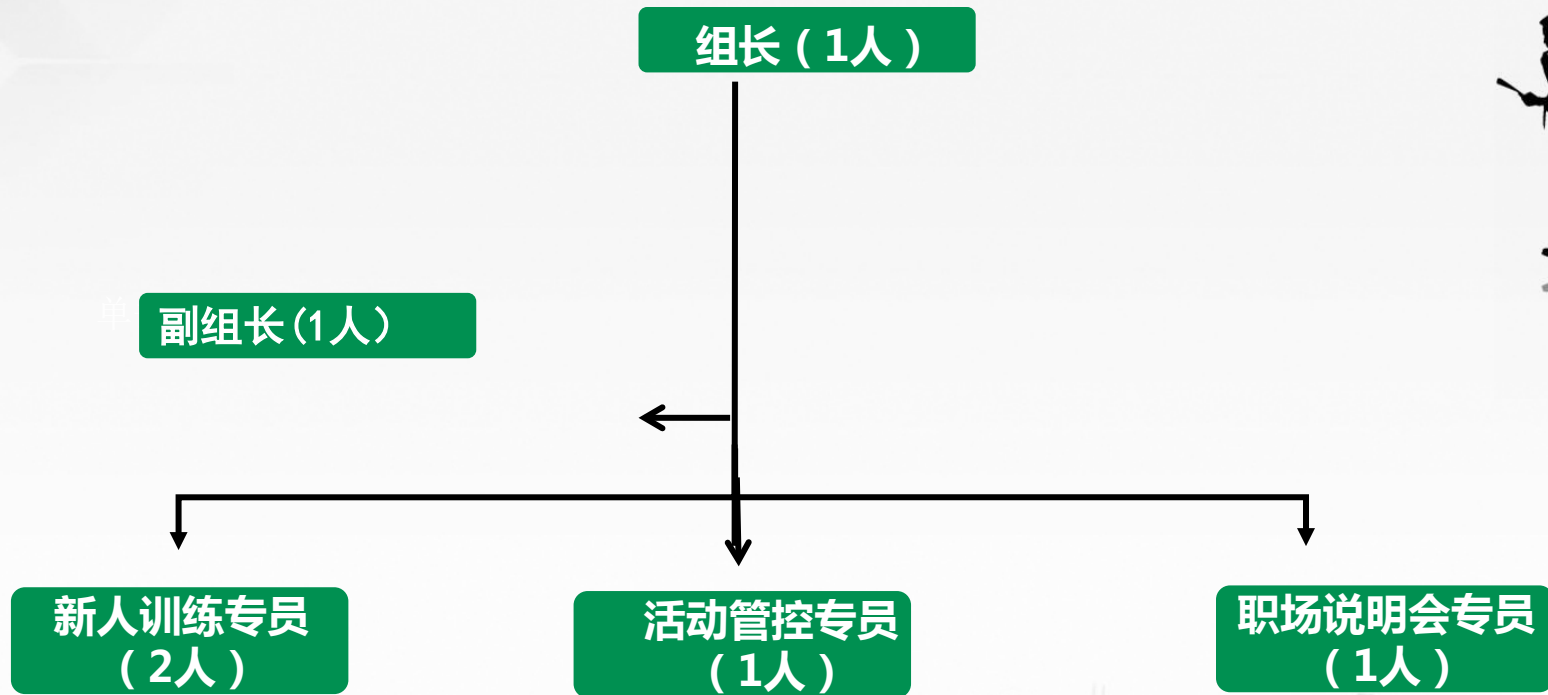 组长（1人）
单
副组长(1人）
新人训练专员
（2人）
活动管控专员
（1人）
职场说明会专员
（1人）